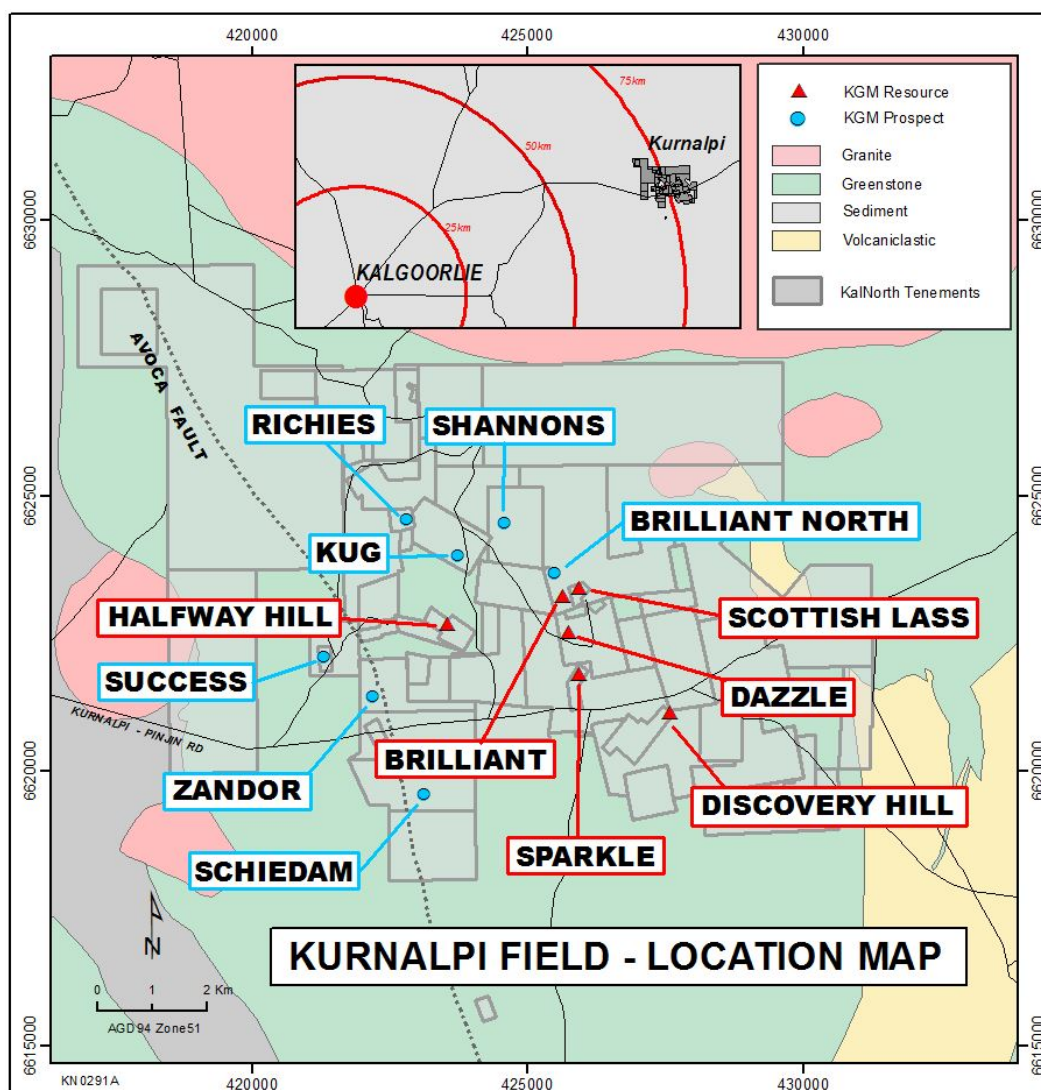 420000
425000
430000
75km
50km
25km
Kurnalpi
KALGOORLIE
KGM Resource
KGM Prospect
Granite
Greenstone
Sediment
Volcaniclastic
KalNorth Tenements
6630000
6630000
AVOCA FAULT
RICHIES
SHANNONS
6625000
6625000
BRILLIANT NORTH
KUG
HALFWAY HILL
SCOTTISH LASS
SUCCESS
DAZZLE
KURNALPI - PINJIN RD
BRILLIANT
ZANDOR
6620000
6620000
DISCOVERY HILL
SPARKLE
SCHIEDAM
N
KURNALPI FIELD - LOCATION MAP
0 1 2 Km
AGD94 Zone51
6615000
6615000
KN0291A
420000
425000
430000